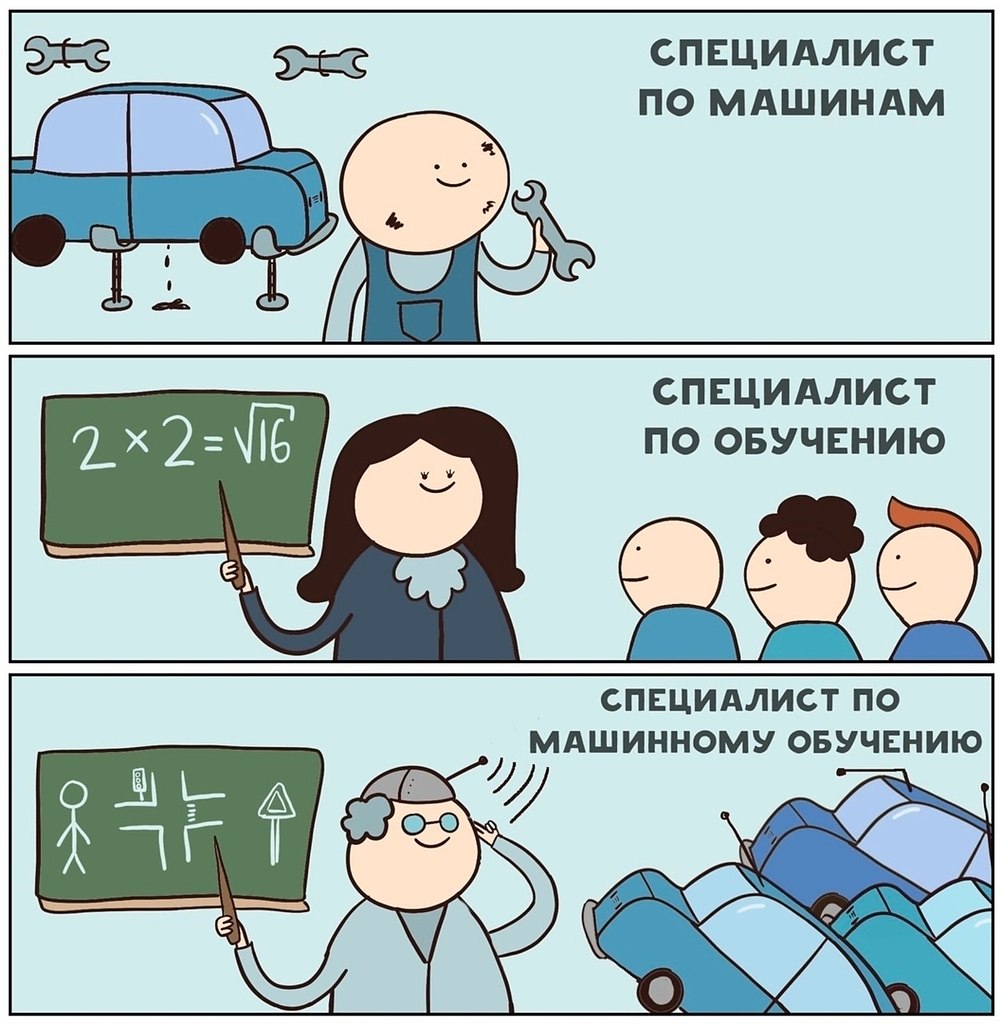 СПЕЦИАЛИСТ
ПО МАШИНАМ
2 × 2 = √16
СПЕЦИАЛИСТ
ПО ОБУЧЕНИЮ
СПЕЦИАЛИСТ ПО
МАШИННОМУ ОБУЧЕНИЮ